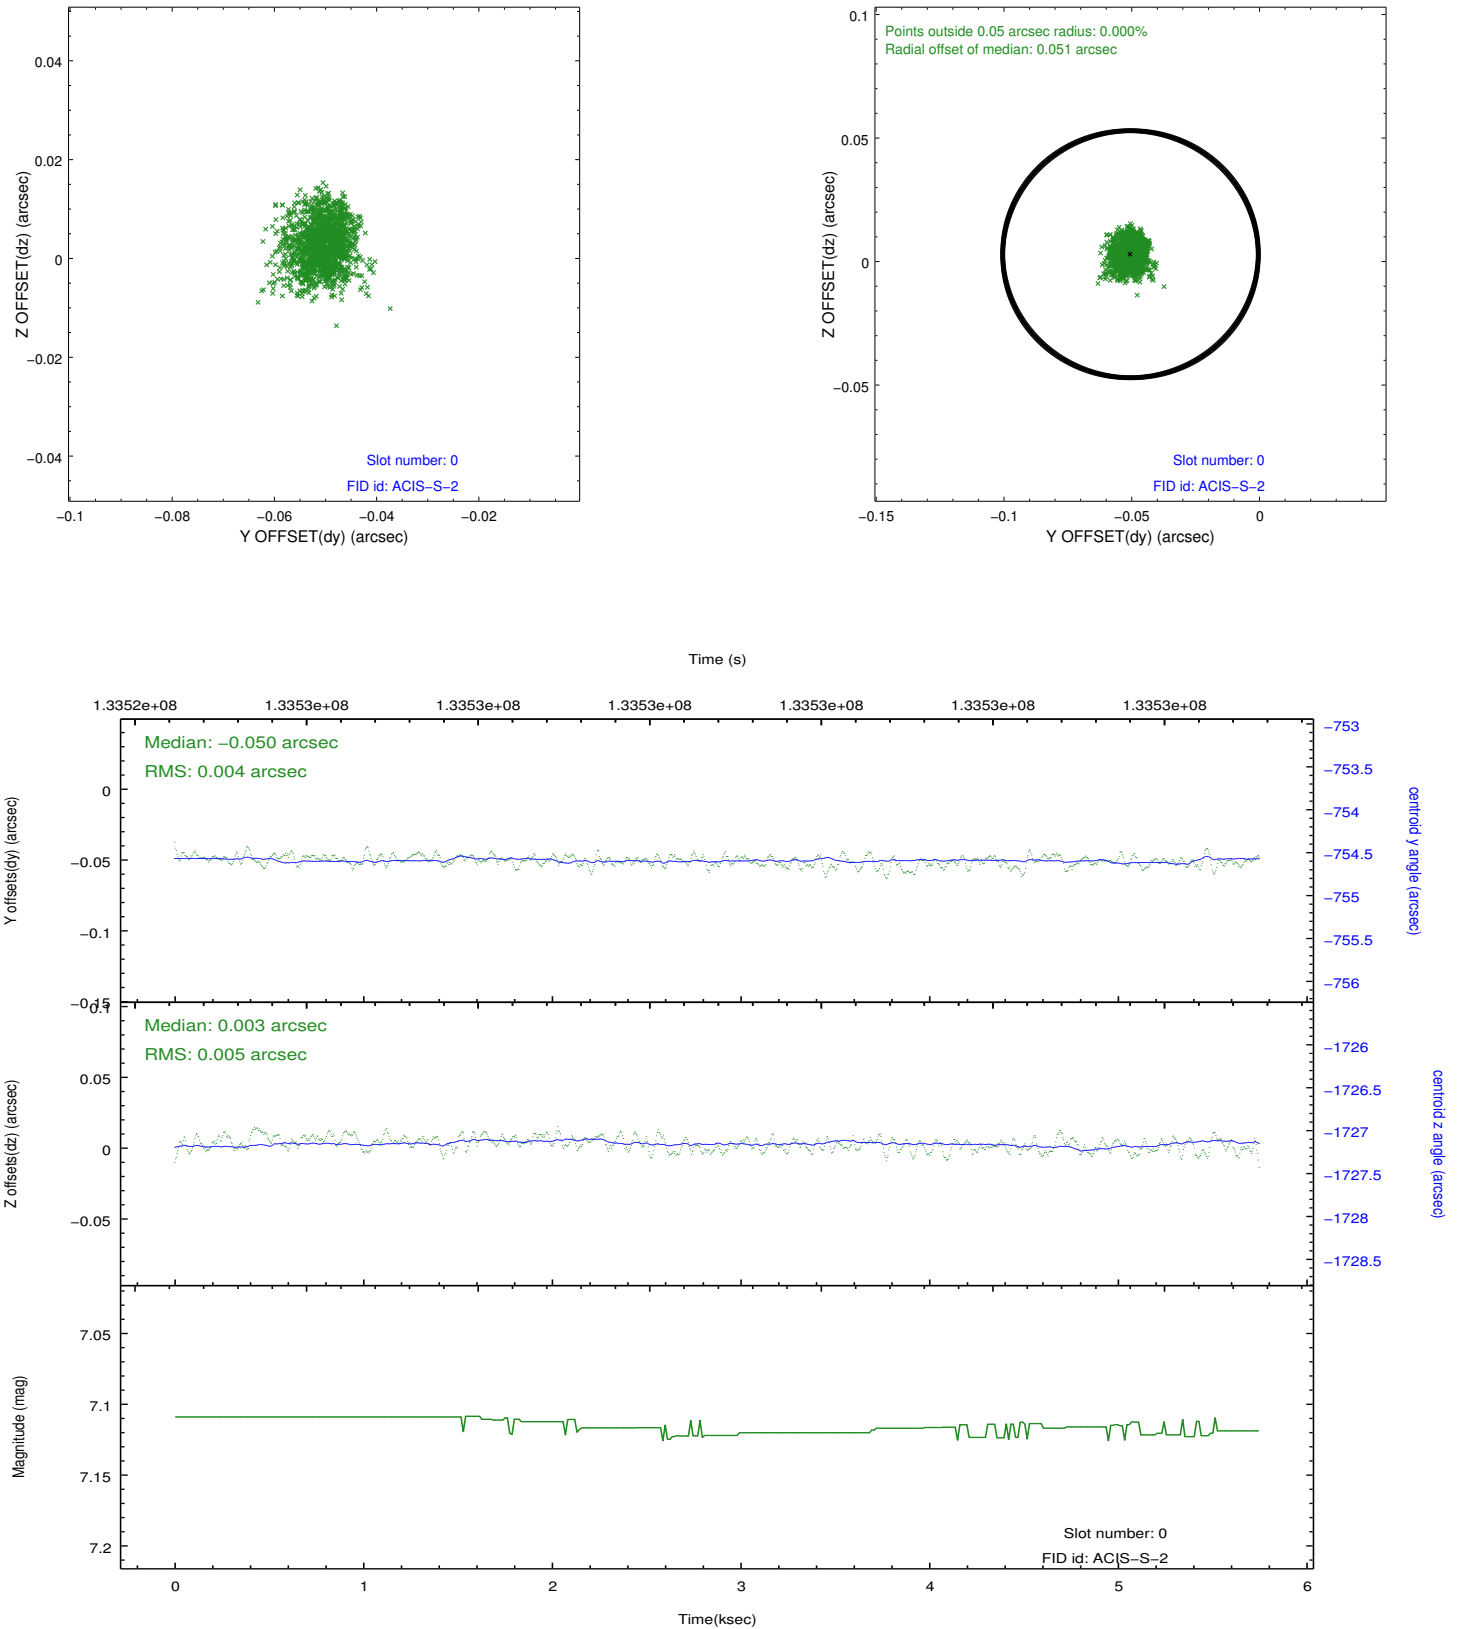 0.04
0.02
0
−0.02
−0.04
Z OFFSET(dz) (arcsec)
Slot number: 0
FID id: ACIS−S−2
−0.1 −0.08 −0.06 −0.04 −0.02
Y OFFSET(dy) (arcsec)
0.1
0.05
0
−0.05
Z OFFSET(dz) (arcsec)
Points outside 0.05 arcsec radius: 0.000%
Radial offset of median: 0.051 arcsec
Slot number: 0
FID id: ACIS−S−2
−0.15 −0.1 −0.05 0
Y OFFSET(dy) (arcsec)
Time (s)
1.3352e+08 1.3353e+08 1.3353e+08 1.3353e+08 1.3353e+08 1.3353e+08 1.3353e+08
Median: −0.050 arcsec
RMS: 0.004 arcsec
0
−0.05
−0.1
−0.15
Y offsets(dy) (arcsec)
−753
−753.5
−754
−754.5
−755
−755.5
−756
centroid y angle (arcsec)
Median: 0.003 arcsec
RMS: 0.005 arcsec
0.1
0.05
0
−0.05
Z offsets(dz) (arcsec)
−1726
−1726.5
−1727
−1727.5
−1728
−1728.5
centroid z angle (arcsec)
7.05
7.1
7.15
7.2
Magnitude (mag)
Slot number: 0
FID id: ACIS−S−2
0 1 2 3 4 5 6
Time(ksec)